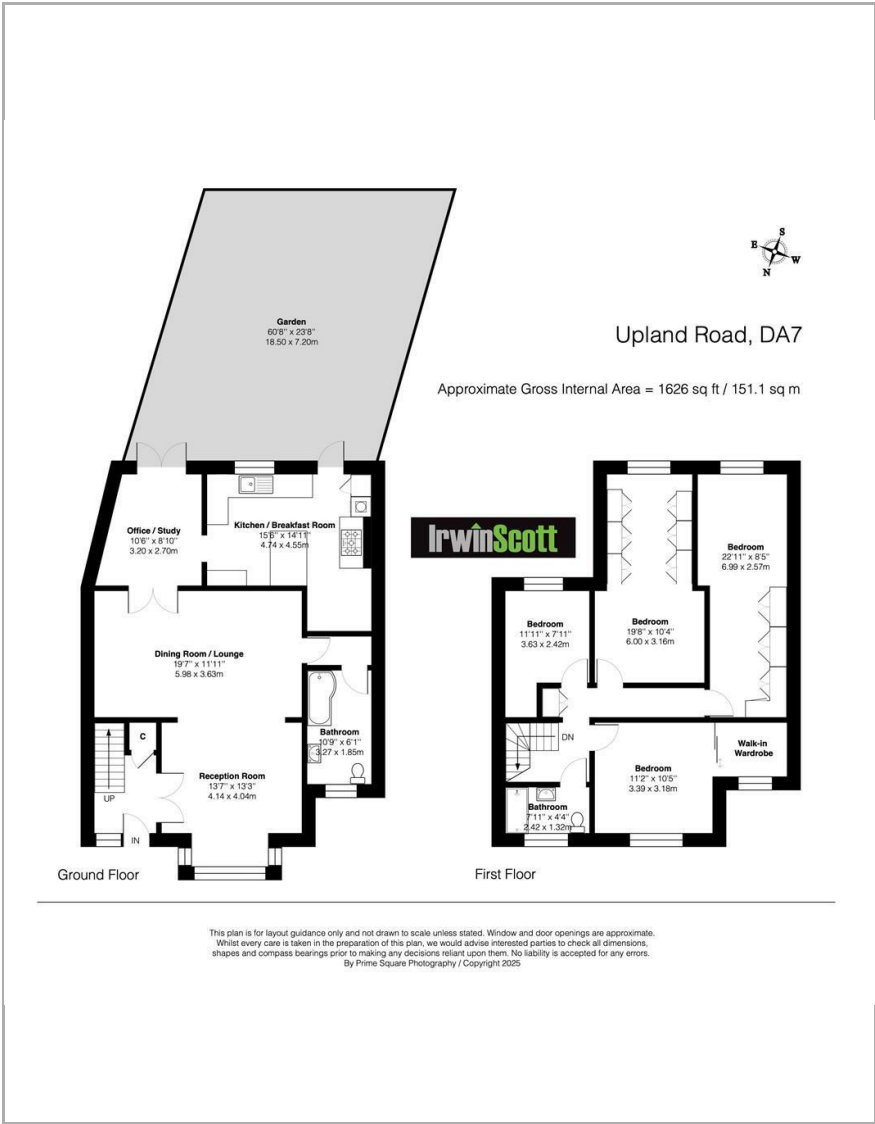 S
E
W
N
Garden
60'8'' x 23'8''
18.50 x 7.20m
Upland Road, DA7
Approximate Gross Internal Area = 1626 sq ft / 151.1 sq m
IrwinScott
Office / Study
10'6'' x 8'10''
3.20 x 2.70m
Kitchen / Breakfast Room
15'6'' x 14'11''
4.74 x 4.55m
Dining Room / Lounge
19'7'' x 11'11''
5.98 x 3.63m
Bathroom
10'9'' x 6'1''
3.27 x 1.85m
C
Reception Room
13'7'' x 13'3''
4.14 x 4.04m
UP
IN
Ground Floor
Bedroom
22'11'' x 8'5''
6.99 x 2.57m
Bedroom
11'11'' x 7'11''
3.63 x 2.42m
Bedroom
19'8'' x 10'4''
6.00 x 3.16m
DN
Walk-in
Wardrobe
Bedroom
11'2'' x 10'5''
3.39 x 3.18m
Bathroom
7'11'' x 4'4''
2.42 x 1.32m
First Floor
This plan is for layout guidance only and not drawn to scale unless stated. Window and door openings are approximate.
Whilst every care is taken in the preparation of this plan, we would advise interested parties to check all dimensions,
shapes and compass bearings prior to making any decisions reliant upon them. No liability is accepted for any errors.
By Prime Square Photography / Copyright 2025